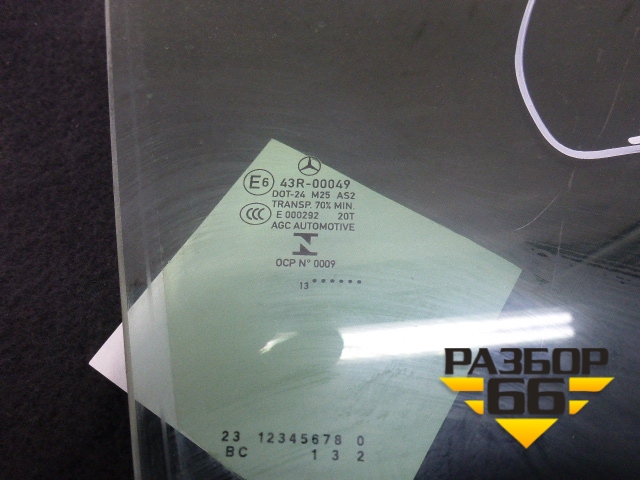 E6 43R-00049
DOT-24 M25 AS2
TRANSP. 70% MIN.
CCC E 000292 20T
AGC AUTOMOTIVE
OCP N° 0009
13 ......
РАЗБОР
66
23 12345678 0
BC 1 3 2